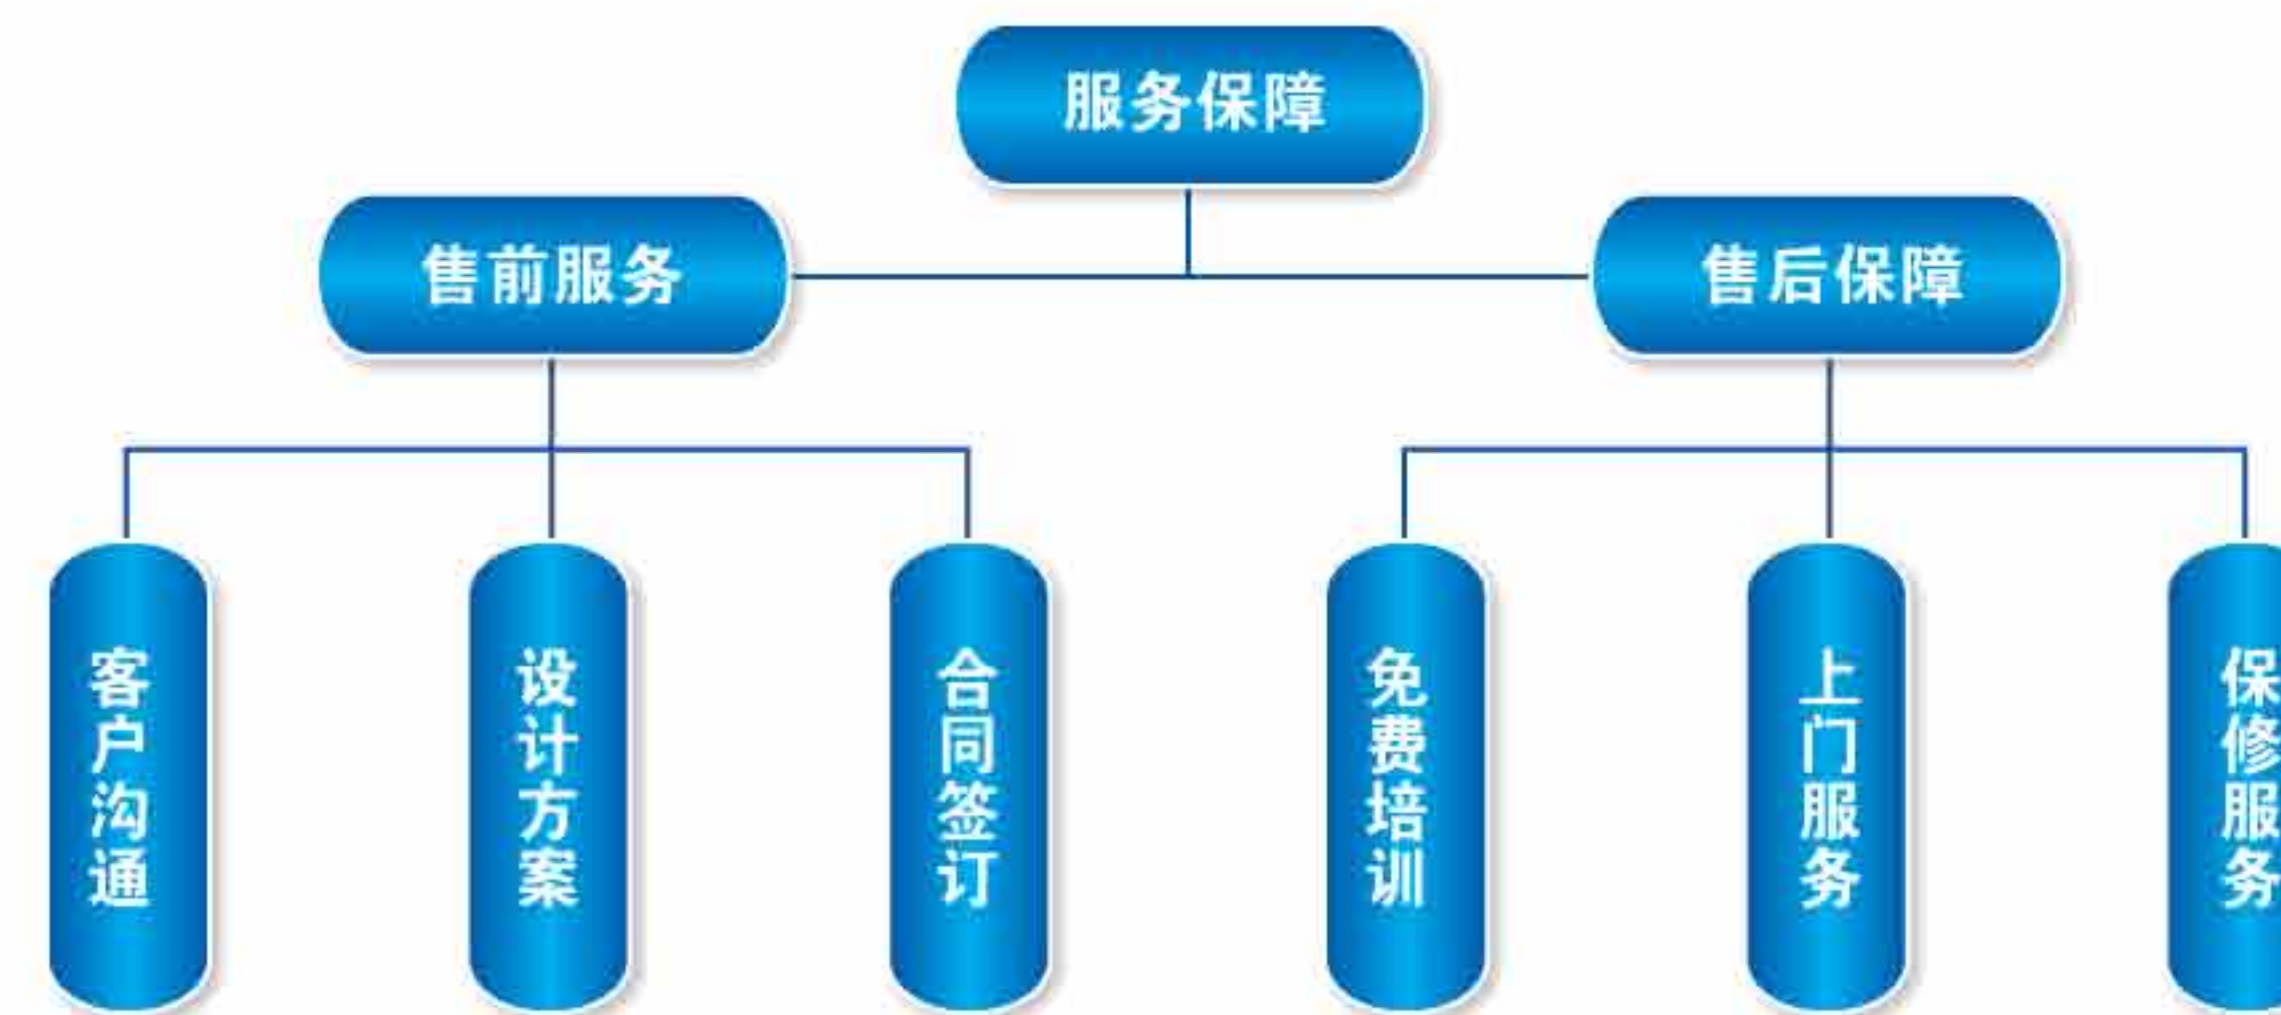 服务保障
售前服务
售后保障
客户沟通
设计方案
合同签订
免费培训
上门服务
保修服务